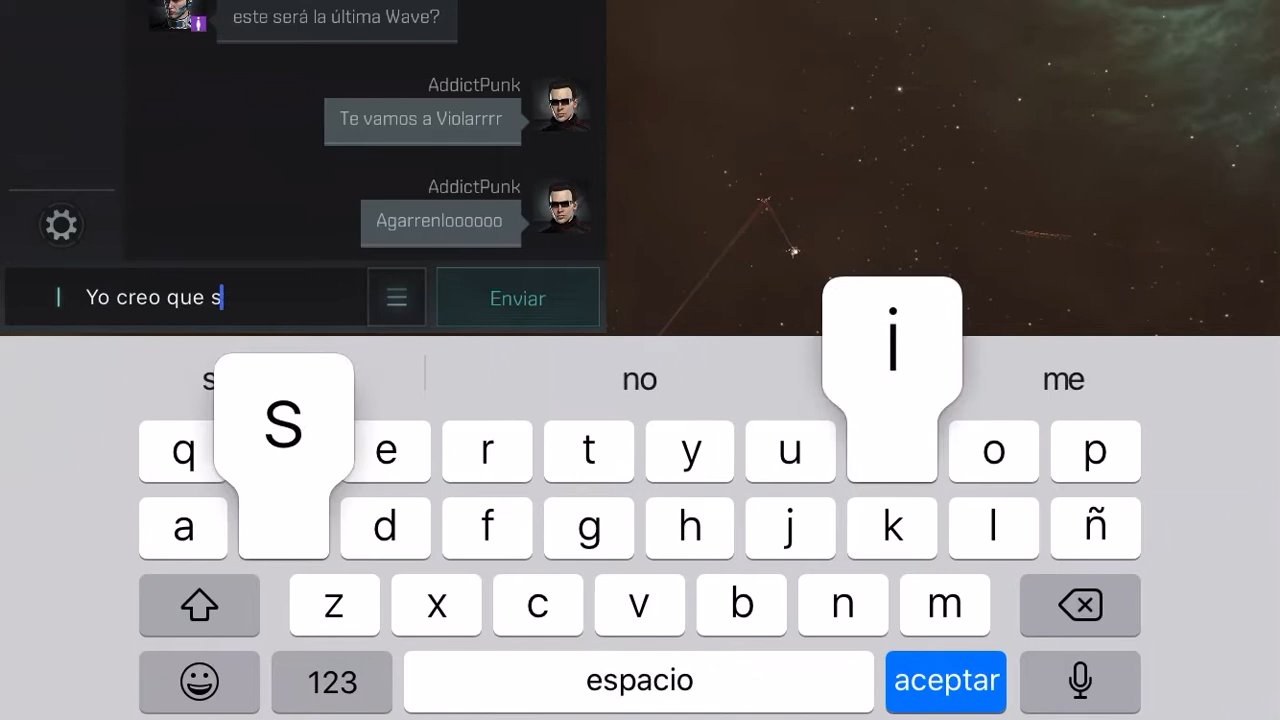 este será la última Wave?
AddictPunk
Te vamos a Violarrrr
AddictPunk
Agarrenloooooo
Yo creo que s
Enviar
s no me
i
S
q e r t y u o p
a d f g h j k l ñ
z x c v b n m
123 espacio aceptar